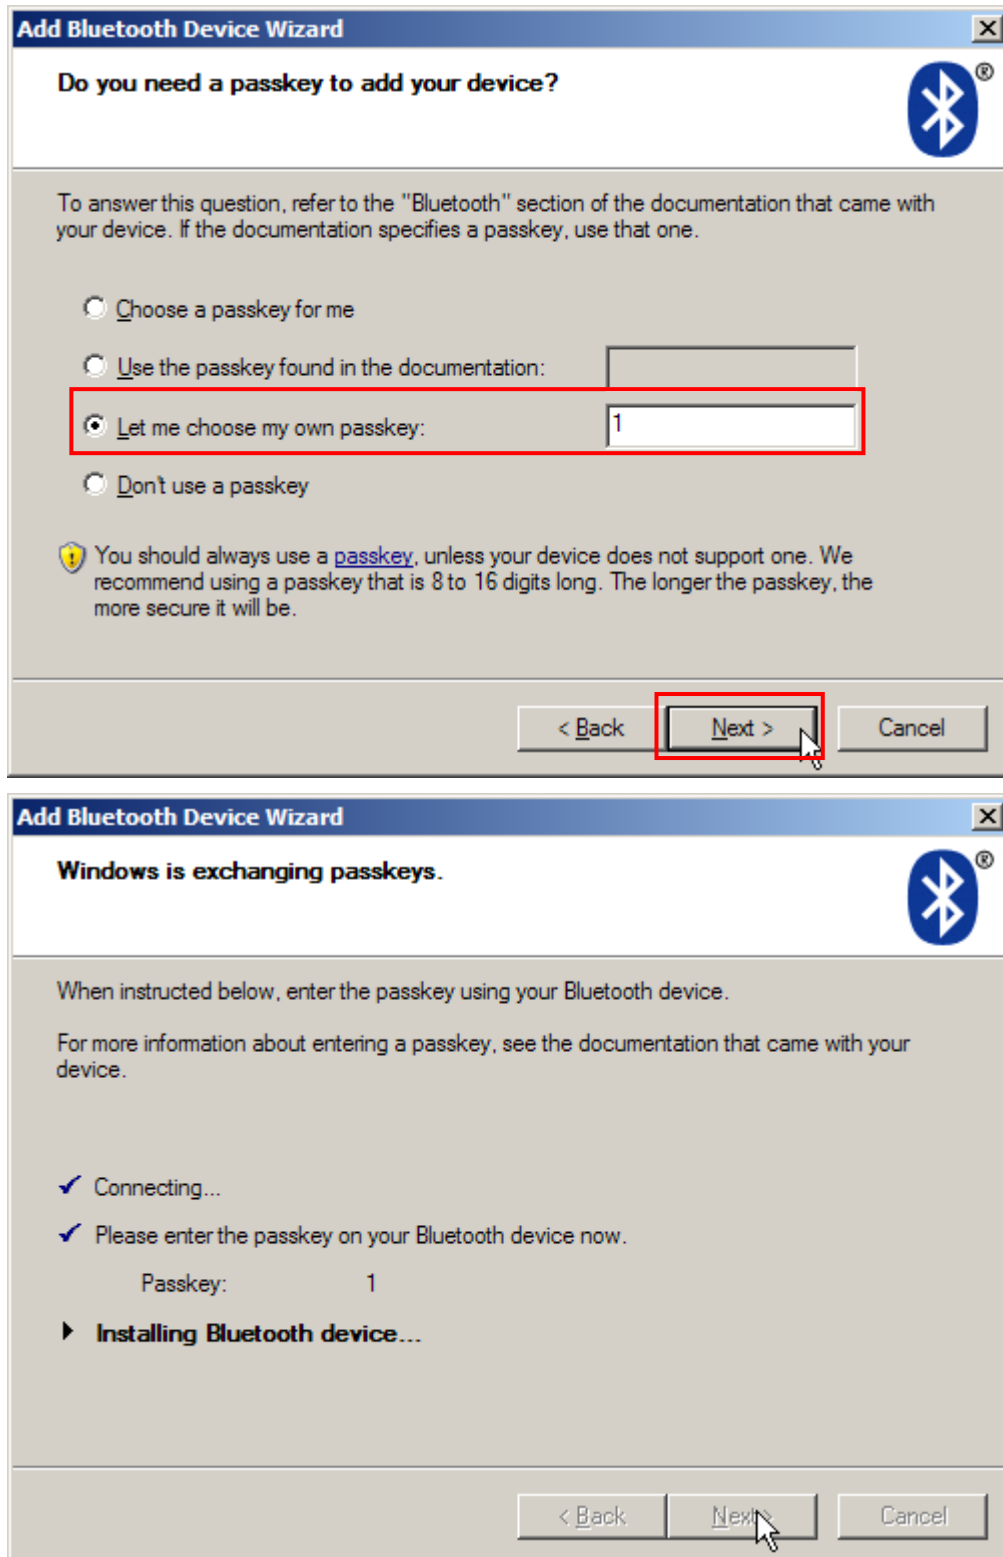 Add Bluetooth Device Wizard
Do you need a passkey to add your device?
®
To answer this question, refer to the "Bluetooth" section of the documentation that came with
your device. If the documentation specifies a passkey, use that one.
Choose a passkey for me
Use the passkey found in the documentation:
Let me choose my own passkey: 1
Don't use a passkey
You should always use a passkey, unless your device does not support one. We
recommend using a passkey that is 8 to 16 digits long. The longer the passkey, the
more secure it will be.
< Back Next > Cancel
Add Bluetooth Device Wizard
Windows is exchanging passkeys.
®
When instructed below, enter the passkey using your Bluetooth device.
For more information about entering a passkey, see the documentation that came with your
device.
Connecting...
Please enter the passkey on your Bluetooth device now.
Passkey: 1
Installing Bluetooth device...
< Back Next > Cancel